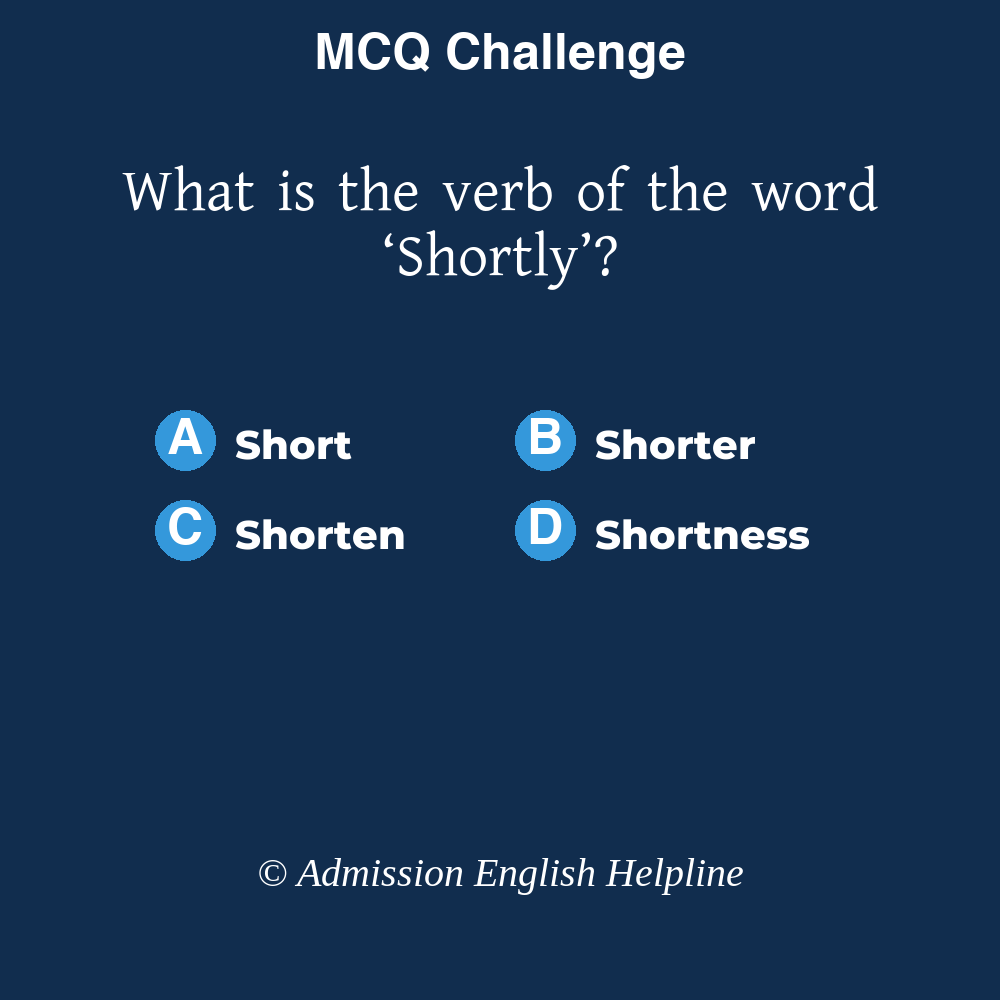 MCQ Challenge
What is the verb of the word
‘Shortly’?
A Short
B Shorter
C Shorten
D Shortness
© Admission English Helpline